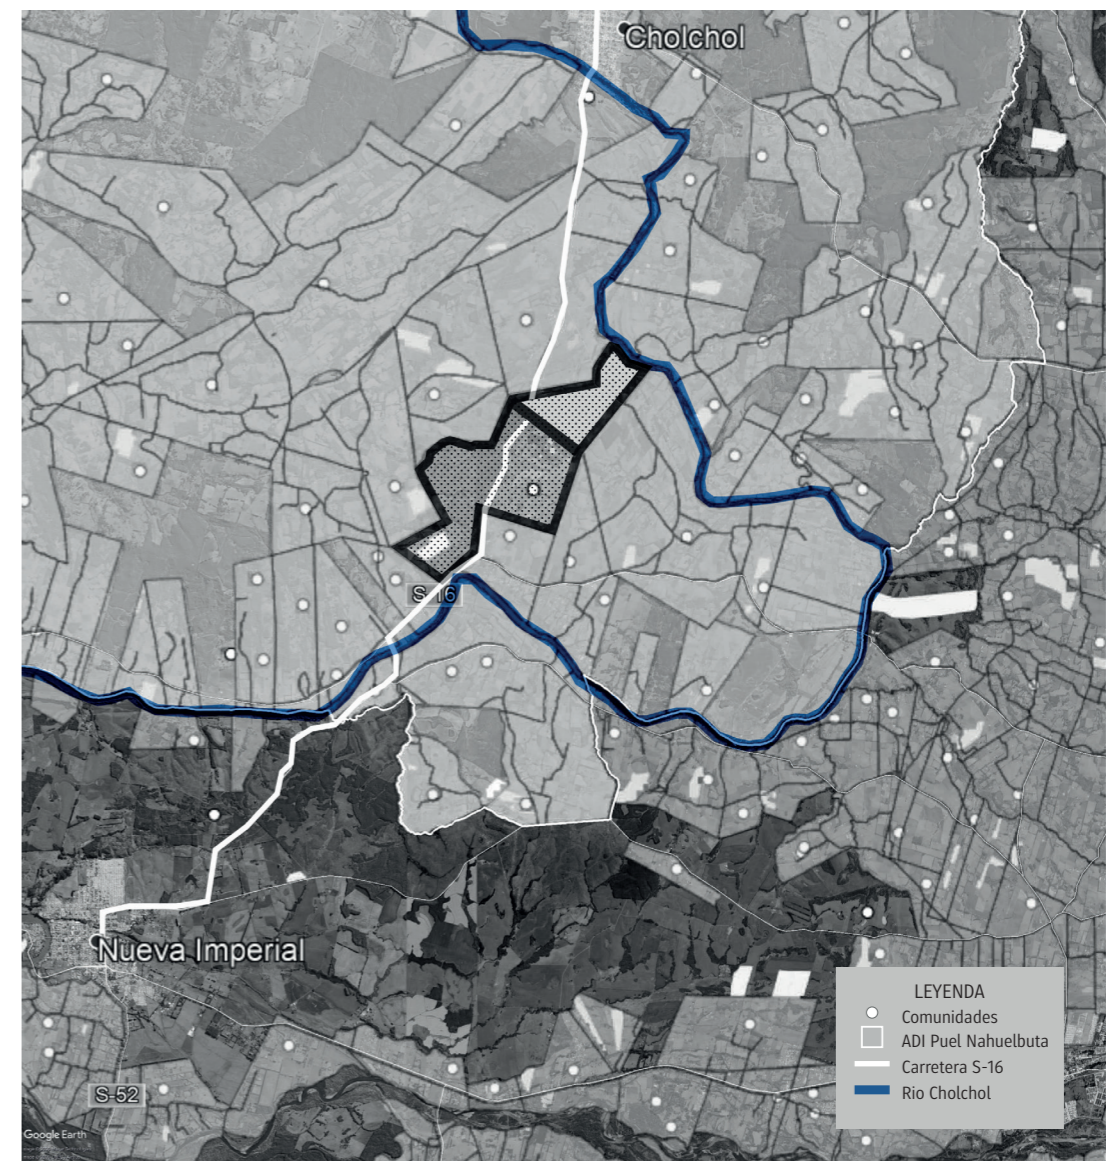 Cholchol
S-16
Nueva Imperial
S-52
Google Earth
LEYENDA
Comunidades
ADI Puel Nahuelbuta
Carretera S-16
Rio Cholchol